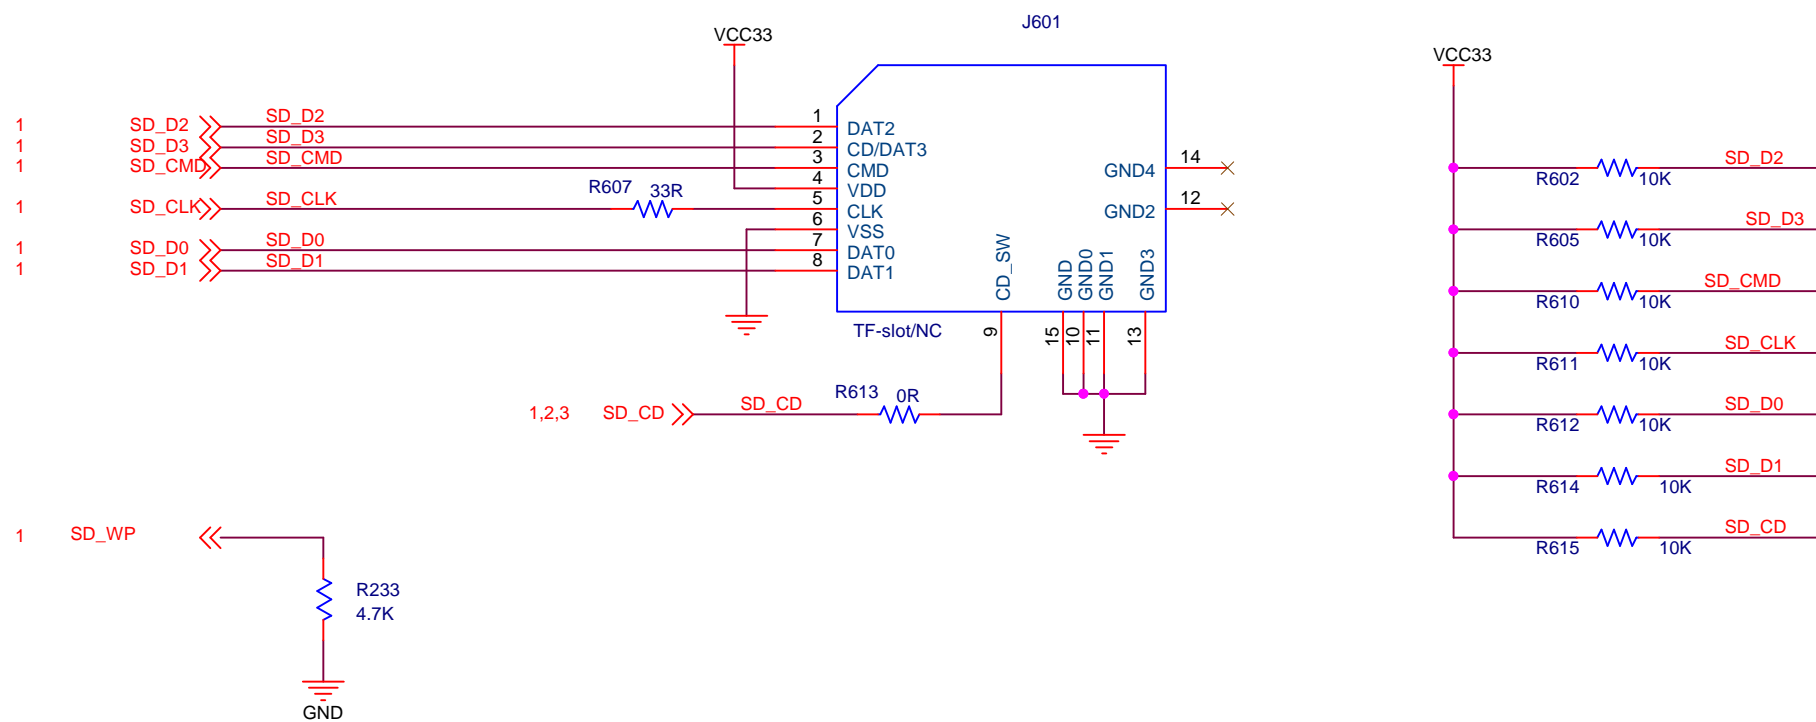 J601
VCC33
VCC33
1 SD_D2 SD_D2 1 DAT2
1 SD_D3 SD_D3 2 CD/DAT3
1 SD_CMD SD_CMD 3 CMD
4 VDD
1 SD_CLK SD_CLK R607 33R 5 CLK
6 VSS
1 SD_D0 SD_D0 7 DAT0
1 SD_D1 SD_D1 8 DAT1
GND4 14
GND2 12
CD_SW GND GND0 GND1 GND3
9 15 10 11 13
TF-slot/NC
1,2,3 SD_CD SD_CD R613 0R
1 SD_WP
R233
4.7K
GND
R602 10K SD_D2
R605 10K SD_D3
R610 10K SD_CMD
R611 10K SD_CLK
R612 10K SD_D0
R614 10K SD_D1
R615 10K SD_CD